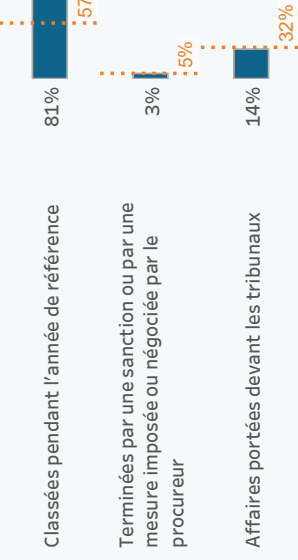 57
81%
Classées pendant l'année de référence
5%
3%
Terminées par une sanction ou par une
mesure imposée ou négociée par le
procureur
32%
14%
Affaires portées devant les tribunaux